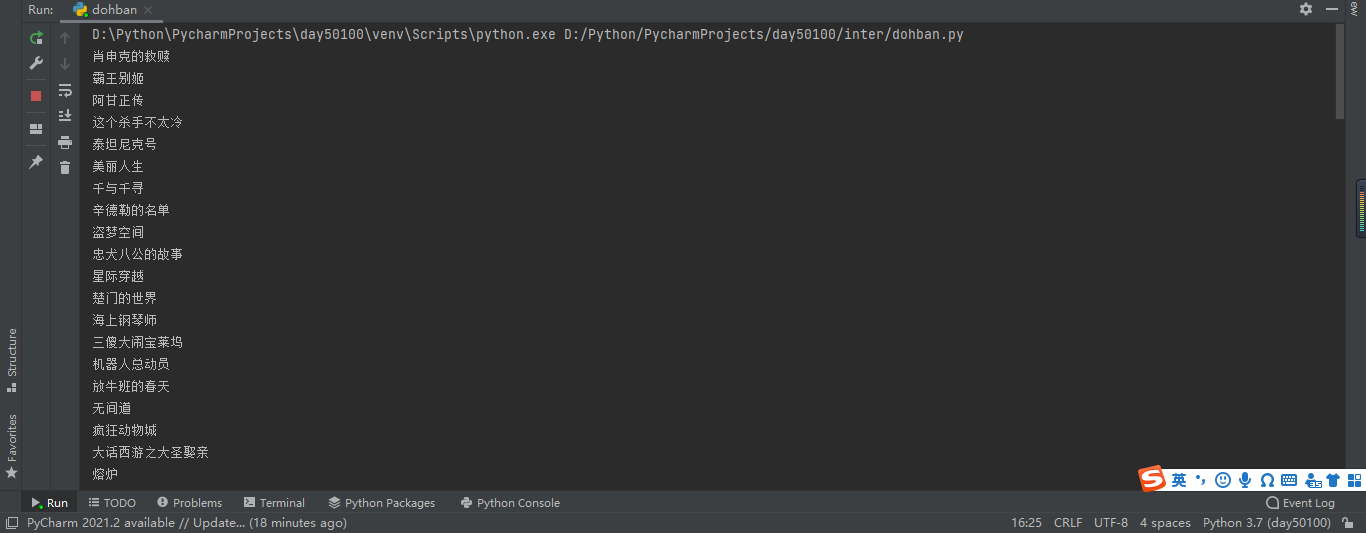 Run: dohban
D:\Python\PycharmProjects\day50100\venv\Scripts\python.exe D:/Python/PycharmProjects/day50100/inter/dohban.py
肖申克的救赎
霸王别姬
阿甘正传
这个杀手不太冷
泰坦尼克号
美丽人生
千与千寻
辛德勒的名单
盗梦空间
忠犬八公的故事
星际穿越
楚门的世界
海上钢琴师
三傻大闹宝莱坞
机器人总动员
放牛班的春天
无间道
疯狂动物城
大话西游之大圣娶亲
熔炉
Structure
Favorites
ew
英
Run TODO Problems Terminal Python Packages Python Console Event Log
PyCharm 2021.2 available // Update... (18 minutes ago) 16:25 CRLF UTF-8 4 spaces Python 3.7 (day50100)